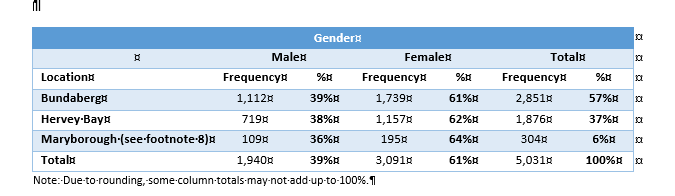 ¶
Gender¤ ¤
¤ Male¤ Female¤ Total¤ ¤
Location¤ Frequency¤ %¤ Frequency¤ %¤ Frequency¤ %¤ ¤
Bundaberg¤ 1,112¤ 39%¤ 1,739¤ 61%¤ 2,851¤ 57%¤ ¤
Hervey·Bay¤ 719¤ 38%¤ 1,157¤ 62%¤ 1,876¤ 37%¤ ¤
Maryborough·(see·footnote·8)¤ 109¤ 36%¤ 195¤ 64%¤ 304¤ 6%¤ ¤
Total¤ 1,940¤ 39%¤ 3,091¤ 61%¤ 5,031¤ 100%¤ ¤
Note:·Due·to·rounding,·some·column·totals·may·not·add·up·to·100%.¶